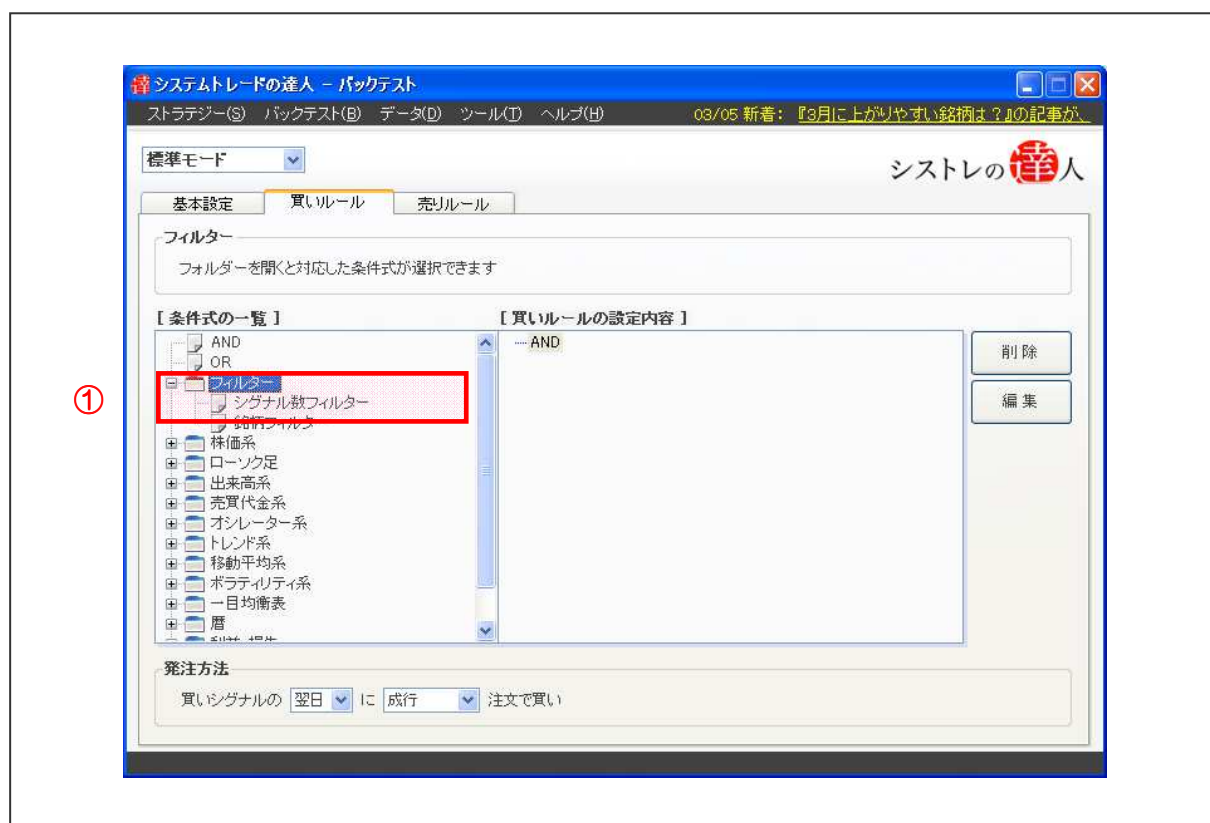 システムトレードの達人 - バックテスト
ストラテジー(S) バックテスト(B) データ(D) ツール(T) ヘルプ(H) 03/05 新着: 『3月に上がりやすい銘柄は?』の記事が、
標準モード
シストレの達人
基本設定 買いルール 売りルール
フィルター
フォルダーを開くと対応した条件式が選択できます
[ 条件式の一覧 ] [ 買いルールの設定内容 ]
AND AND
削除
OR
フィルター
① シグナル数フィルター 編集
銘柄フィルタ
株価系
ローソク足
出来高系
売買代金系
オシレーター系
トレンド系
移動平均系
ボラティリティ系
一目均衡表
暦
発注方法
買いシグナルの 翌日 に 成行 注文で買い